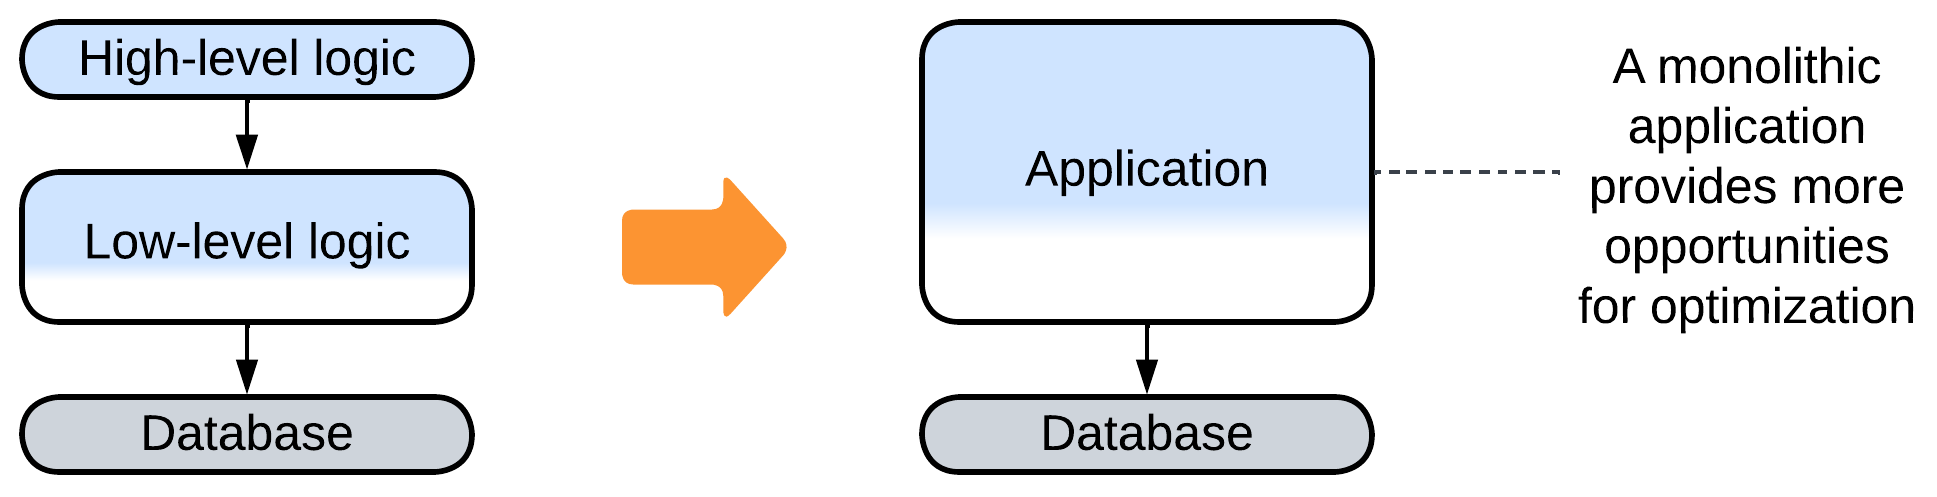 High-level logic
Low-level logic
Database
Application
Database
A monolithic
application
provides more
opportunities
for optimization